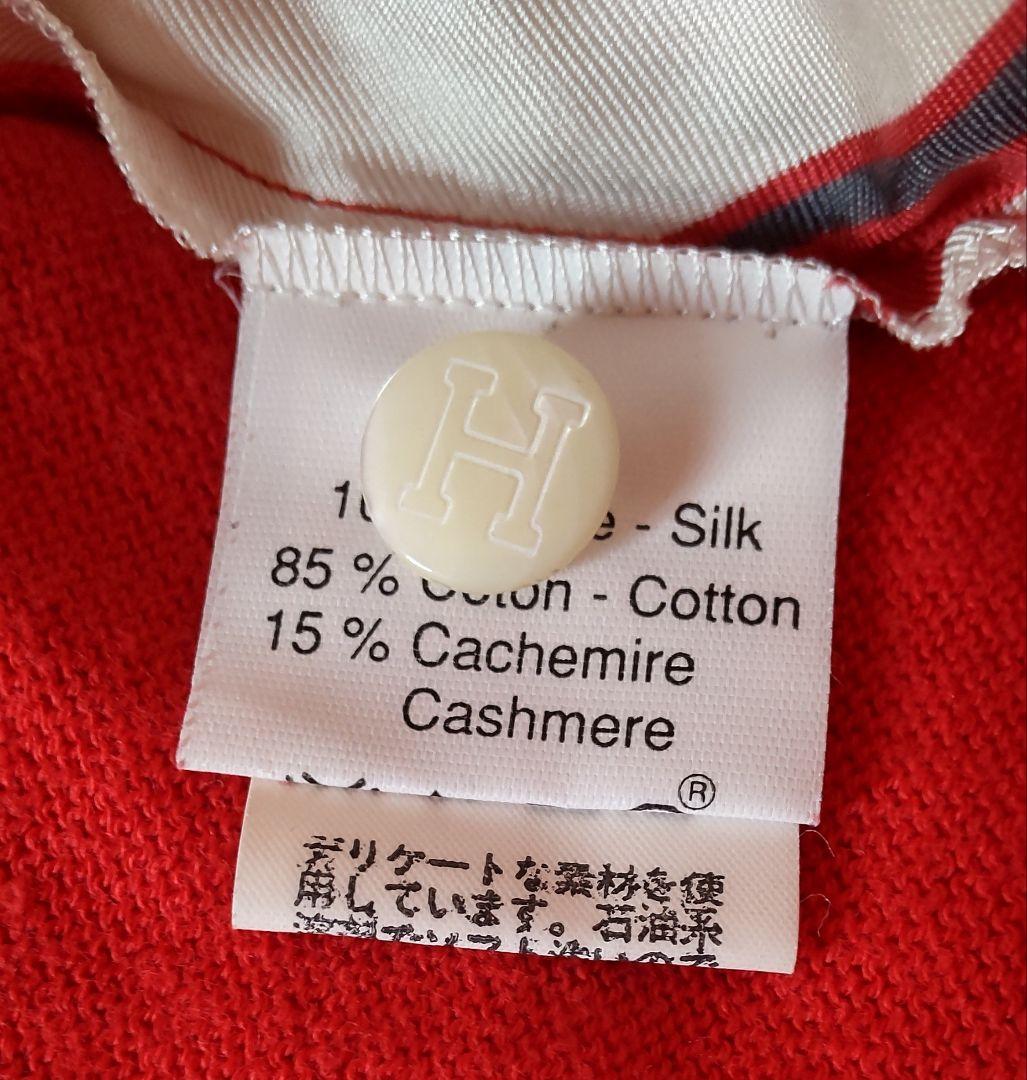 H
- Silk
85 % Coton - Cotton
15 % Cachemire
Cashmere
®
デリケートな素材を使
用しています。石油系